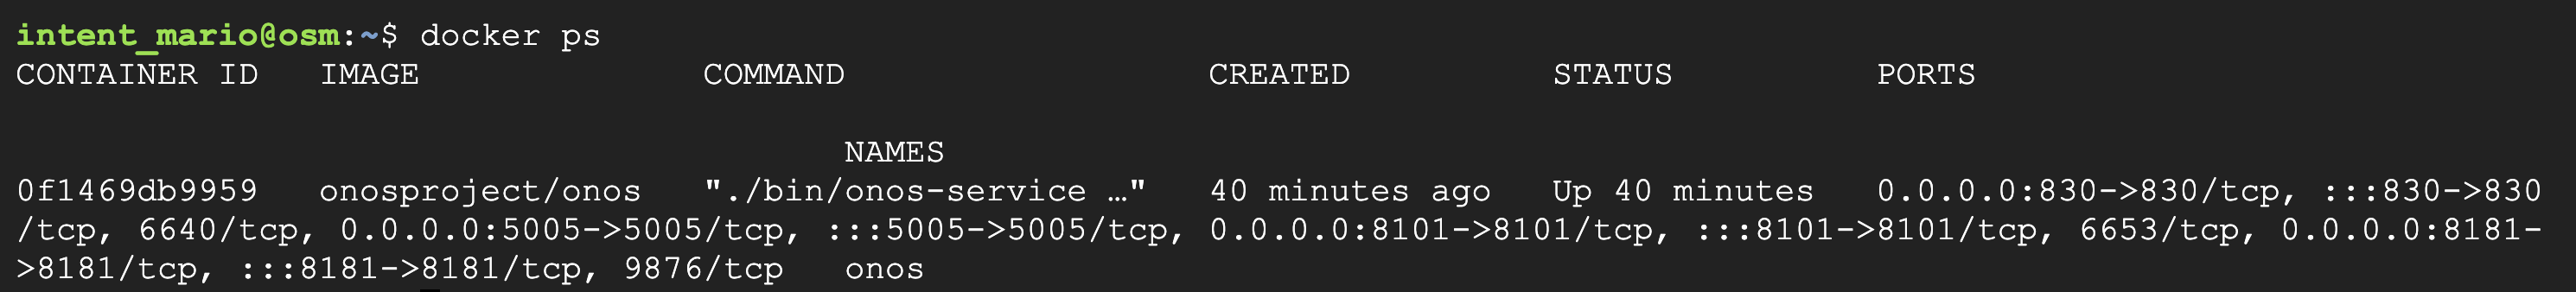 intent_mario@osm:~$ docker ps
CONTAINER ID   IMAGE              COMMAND                  CREATED          STATUS          PORTS
NAMES
0f1469db9959   onosproject/onos   "./bin/onos-service …"   40 minutes ago   Up 40 minutes   0.0.0.0:830->830/tcp, :::830->830
/tcp, 6640/tcp, 0.0.0.0:5005->5005/tcp, :::5005->5005/tcp, 0.0.0.0:8101->8101/tcp, :::8101->8101/tcp, 6653/tcp, 0.0.0.0:8181-
>8181/tcp, :::8181->8181/tcp, 9876/tcp   onos